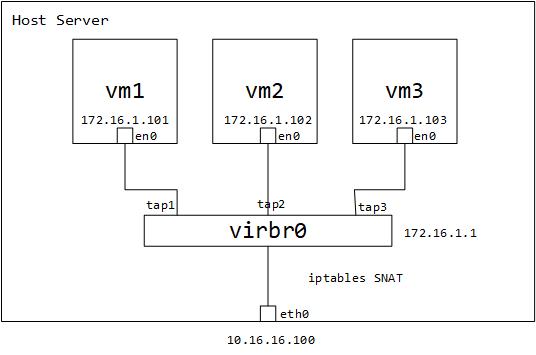 Host Server
vm1
vm2
vm3
172.16.1.101
172.16.1.102
172.16.1.103
en0
en0
en0
tap1
tap2
tap3
virbr0
172.16.1.1
iptables SNAT
eth0
10.16.16.100